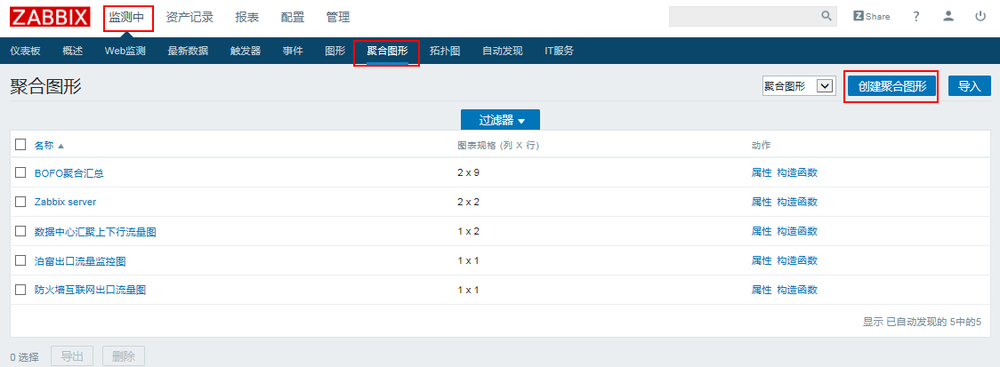 ZABBIX 监测中 资产记录 报表 配置 管理 Z Share ?
仪表板 概述 Web监测 最新数据 触发器 事件 图形 聚合图形 拓扑图 自动发现 IT服务
聚合图形 聚合图形 创建聚合图形 导入
过滤器
名称 图表规格 (列 X 行) 动作
BOFO聚合汇总 2 x 9 属性 构造函数
Zabbix server 2 x 2 属性 构造函数
数据中心汇聚上下行流量图 1 x 2 属性 构造函数
泊富出口流量监控图 1 x 1 属性 构造函数
防火墙互联网出口流量图 1 x 1 属性 构造函数
显示 已自动发现的 5中的5
0 选择 导出 删除